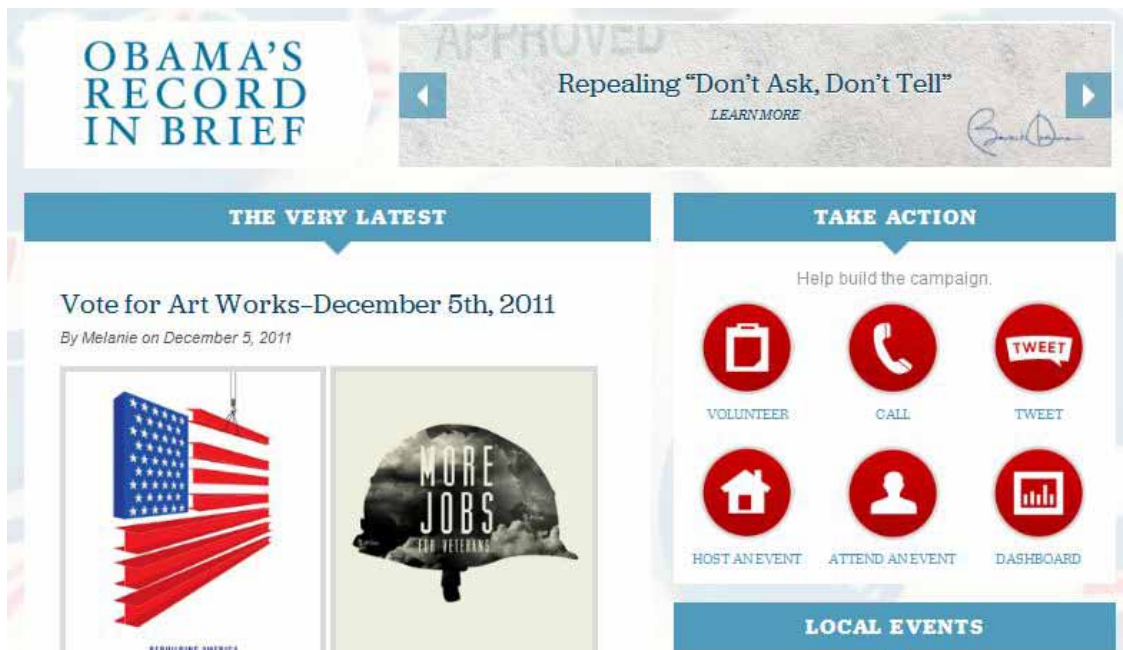 OBAMA'S
RECORD
IN BRIEF
APPROVED
Repealing “Don't Ask, Don't Tell”
LEARN MORE
THE VERY LATEST
Vote for Art Works–December 5th, 2011
By Melanie on December 5, 2011
MORE
JOBS
FOR VETERANS
REBUILDING AMERICA
TAKE ACTION
Help build the campaign.
TWEET
VOLUNTEER
CALL
TWEET
HOST AN EVENT
ATTEND AN EVENT
DASHBOARD
LOCAL EVENTS